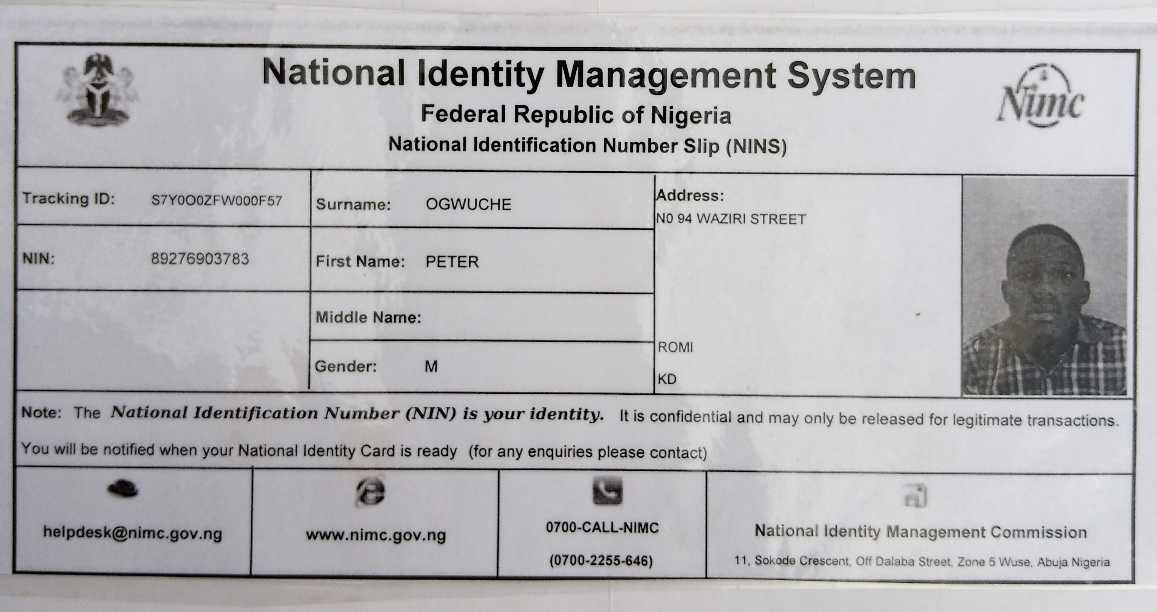 National Identity Management System
Federal Republic of Nigeria
National Identification Number Slip (NINS)
Nimc
Tracking ID: S7Y0O0ZFW000F57
Surname: OGWUCHE
Address:
N0 94 WAZIRI STREET
NIN: 89276903783
First Name: PETER
Middle Name:
ROMI
Gender: M
KD
Note: The National Identification Number (NIN) is your identity. It is confidential and may only be released for legitimate transactions.
You will be notified when your National Identity Card is ready (for any enquiries please contact)
helpdesk@nimc.gov.ng
www.nimc.gov.ng
0700-CALL-NIMC
(0700-2255-646)
National Identity Management Commission
11, Sokode Crescent, Off Dalaba Street, Zone 5 Wuse, Abuja Nigeria